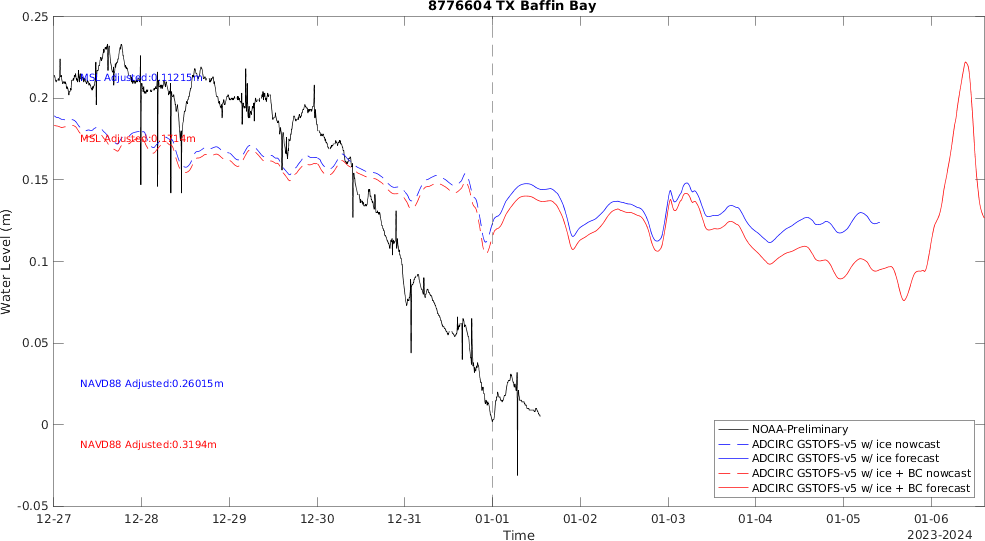 8776604 TX Baffin Bay
0.25
0.2
0.15
0.1
0.05
0
-0.05
Water Level (m)
MSL Adjusted:0.11215m
MSL Adjusted:0.1714m
NAVD88 Adjusted:0.26015m
NAVD88 Adjusted:0.3194m
NOAA-Preliminary
ADCIRC GSTOFS-v5 w/ ice nowcast
ADCIRC GSTOFS-v5 w/ ice forecast
ADCIRC GSTOFS-v5 w/ ice + BC nowcast
ADCIRC GSTOFS-v5 w/ ice + BC forecast
12-27 12-28 12-29 12-30 12-31 01-01 01-02 01-03 01-04 01-05 01-06
Time
2023-2024